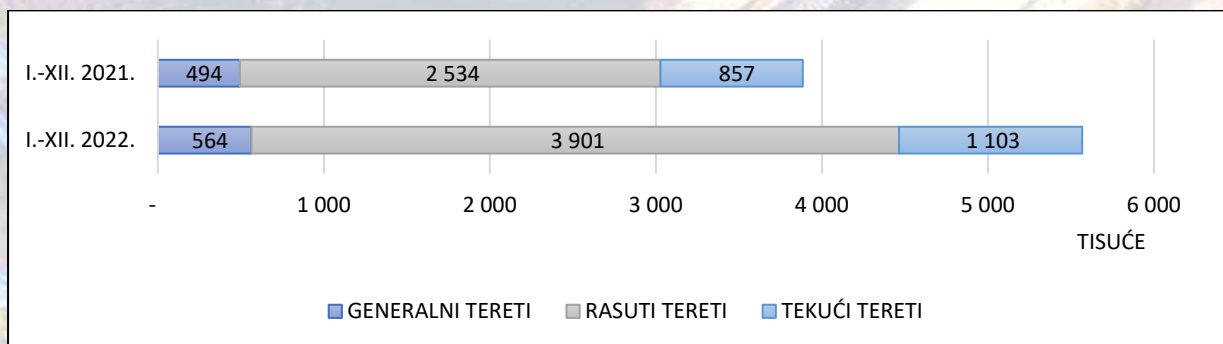 I.-XII. 2021. 494 2 534 857
I.-XII. 2022. 564 3 901 1 103
- 1 000 2 000 3 000 4 000 5 000 6 000
TISUĆE
GENERALNI TERETI RASUTI TERETI TEKUĆI TERETI